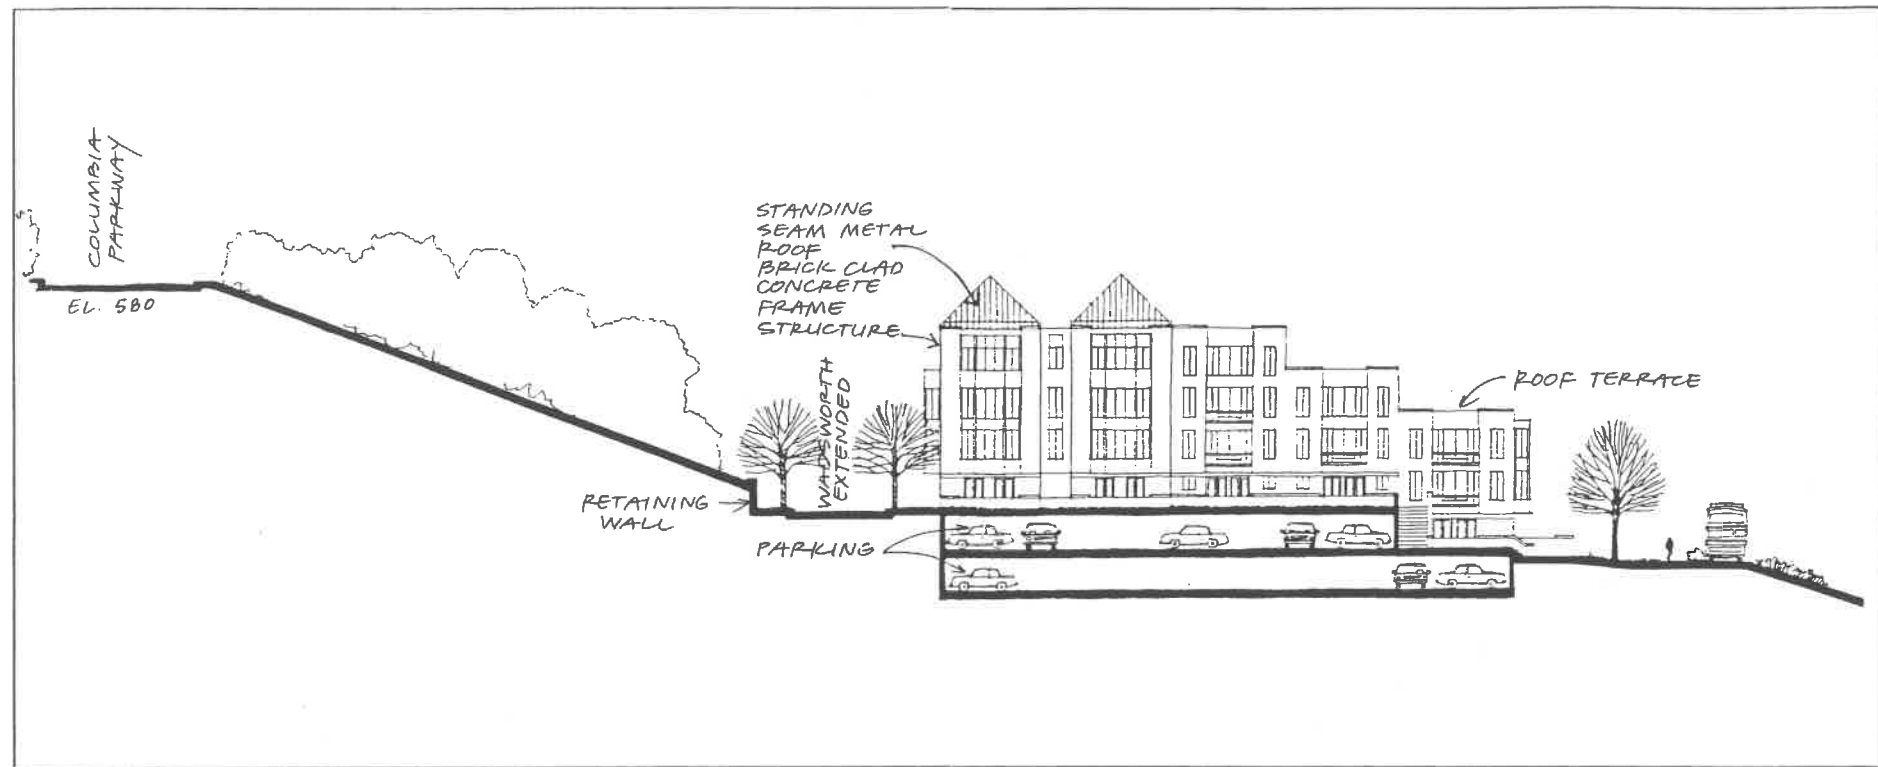 COLUMBIA
PARKWAY
EL. 580
STANDING
SEAM METAL
ROOF
BRICK CLAD
CONCRETE
FRAME
STRUCTURE
WADSWORTH
EXTENDED
ROOF TERRACE
RETAINING
WALL
PARKING